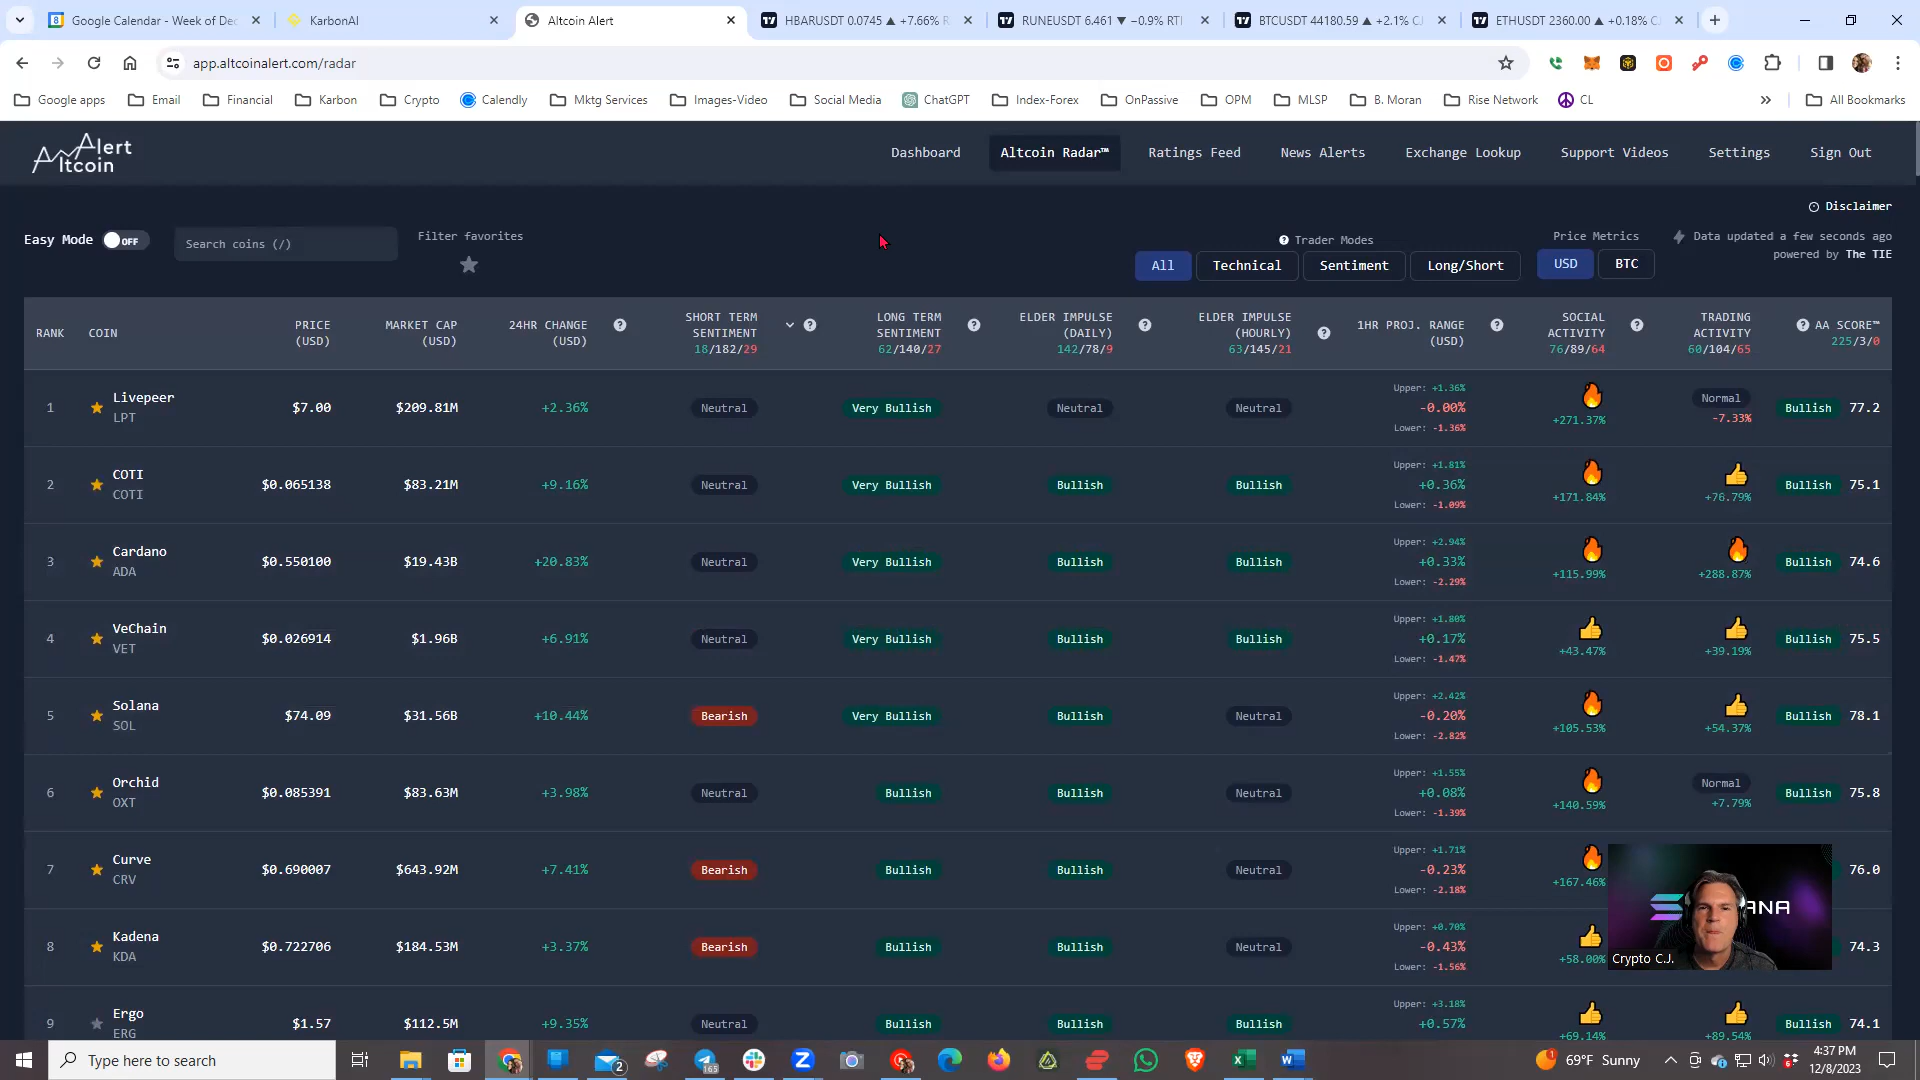 Google Calendar - Week of Dec
KarbonAI
Altcoin Alert
HBARUSDT 0.0745 ▲ +7.66% R
RUNEUSDT 6.461 ▼ −0.9% RTI
BTCUSDT 44180.59 ▲ +2.1% CJ
ETHUSDT 2360.00 ▲ +0.18% CJ
app.altcoinalert.com/radar
Google apps Email Financial Karbon Crypto Calendly Mktg Services Images-Video Social Media ChatGPT Index-Forex OnPassive OPM MLSP B. Moran Rise Network CL » All Bookmarks
Altcoin Alert
Dashboard Altcoin Radar™ Ratings Feed News Alerts Exchange Lookup Support Videos Settings Sign Out
Disclaimer
Easy Mode OFF Search coins (/) Filter favorites
Trader Modes
All Technical Sentiment Long/Short
Price Metrics
USD BTC
Data updated a few seconds ago
powered by The TIE
RANK COIN
PRICE
(USD)
MARKET CAP
(USD)
24HR CHANGE
(USD)
SHORT TERM
SENTIMENT
18/182/29
LONG TERM
SENTIMENT
62/140/27
ELDER IMPULSE
(DAILY)
142/78/9
ELDER IMPULSE
(HOURLY)
63/145/21
1HR PROJ. RANGE
(USD)
SOCIAL
ACTIVITY
76/89/64
TRADING
ACTIVITY
60/104/65
AA SCORE™
225/3/0
Upper: +1.36%
1 Livepeer LPT $7.00 $209.81M +2.36% Neutral Very Bullish Neutral Neutral -0.00% +271.37% Normal -7.33% Bullish 77.2
Lower: -1.36%
Upper: +1.81%
2 COTI COTI $0.065138 $83.21M +9.16% Neutral Very Bullish Bullish Bullish +0.36% +171.84% +76.79% Bullish 75.1
Lower: -1.09%
Upper: +2.94%
3 Cardano ADA $0.550100 $19.43B +20.83% Neutral Very Bullish Bullish Bullish +0.33% +115.99% +288.87% Bullish 74.6
Lower: -2.29%
Upper: +1.80%
4 VeChain VET $0.026914 $1.96B +6.91% Neutral Very Bullish Bullish Bullish +0.17% +43.47% +39.19% Bullish 75.5
Lower: -1.47%
Upper: +2.42%
5 Solana SOL $74.09 $31.56B +10.44% Bearish Very Bullish Bullish Neutral -0.20% +105.53% +54.37% Bullish 78.1
Lower: -2.82%
Upper: +1.55%
6 Orchid OXT $0.085391 $83.63M +3.98% Neutral Bullish Bullish Neutral +0.08% +140.59% Normal +7.79% Bullish 75.8
Lower: -1.39%
Upper: +1.71%
7 Curve CRV $0.690007 $643.92M +7.41% Bearish Bullish Bullish Neutral -0.23% +167.46% 76.0
Lower: -2.18%
Upper: +0.70%
8 Kadena KDA $0.722706 $184.53M +3.37% Bearish Bullish Bullish Neutral -0.43% +58.00% 74.3
Lower: -1.56%
ANA
Crypto C.J.
Upper: +3.18%
9 Ergo ERG $1.57 $112.5M +9.35% Neutral Bullish Bullish Bullish +0.57% +69.14% +89.54% Bullish 74.1
Type here to search
165
2
1
69°F Sunny
4:37 PM
12/8/2023